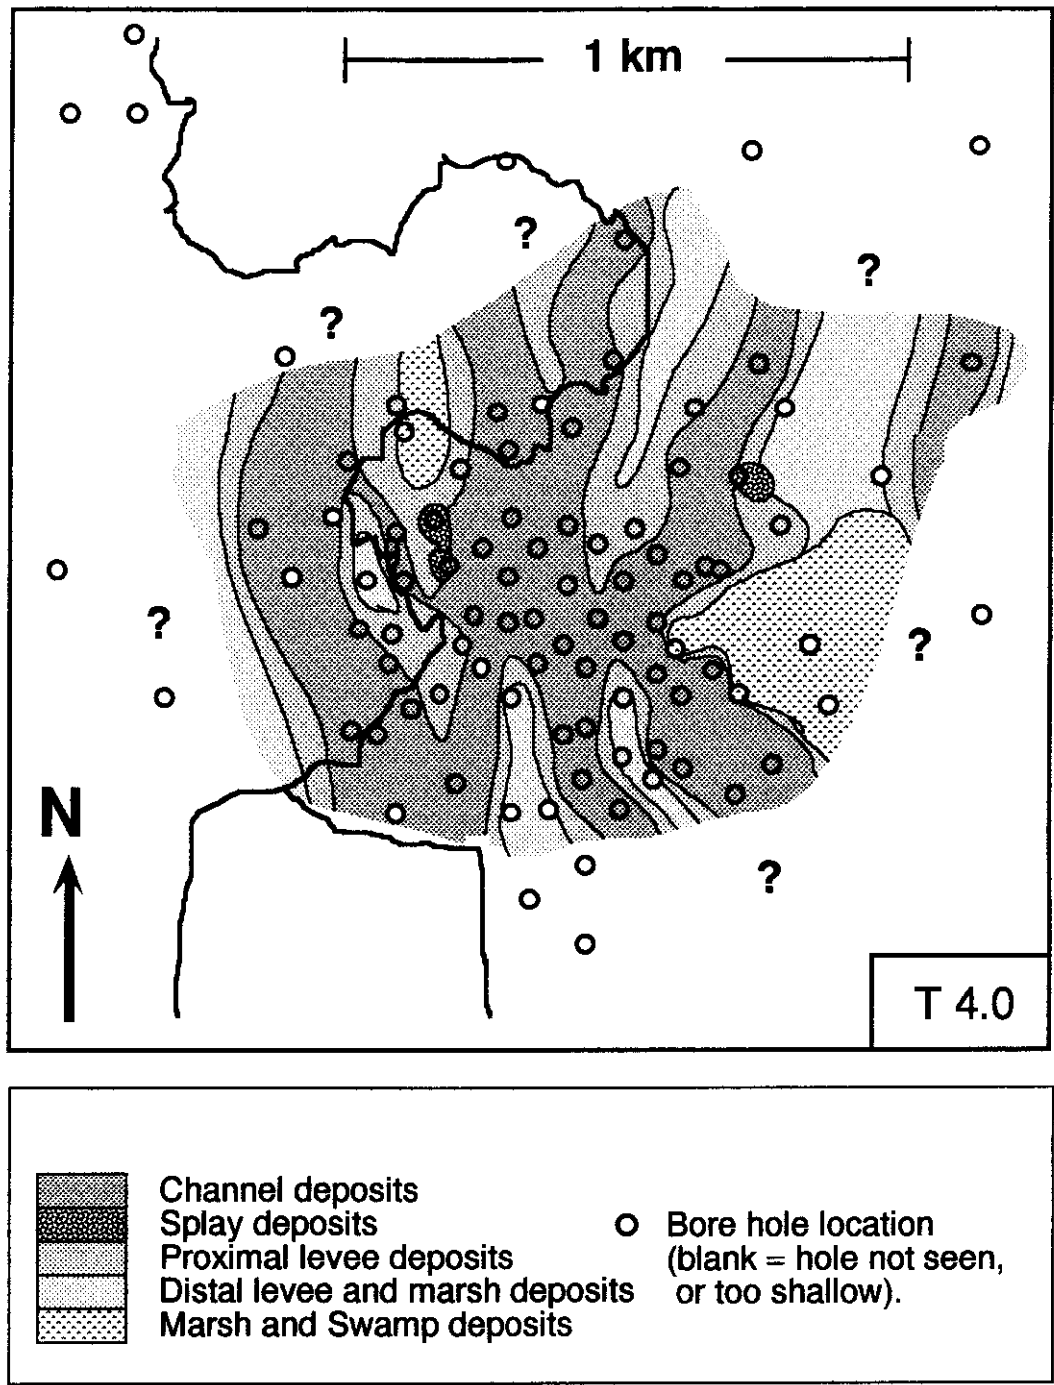 1 km
?
?
?
?
?
N
?
T 4.0
Channel deposits
Splay deposits
Proximal levee deposits
Distal levee and marsh deposits
Marsh and Swamp deposits
Bore hole location
(blank = hole not seen,
or too shallow).